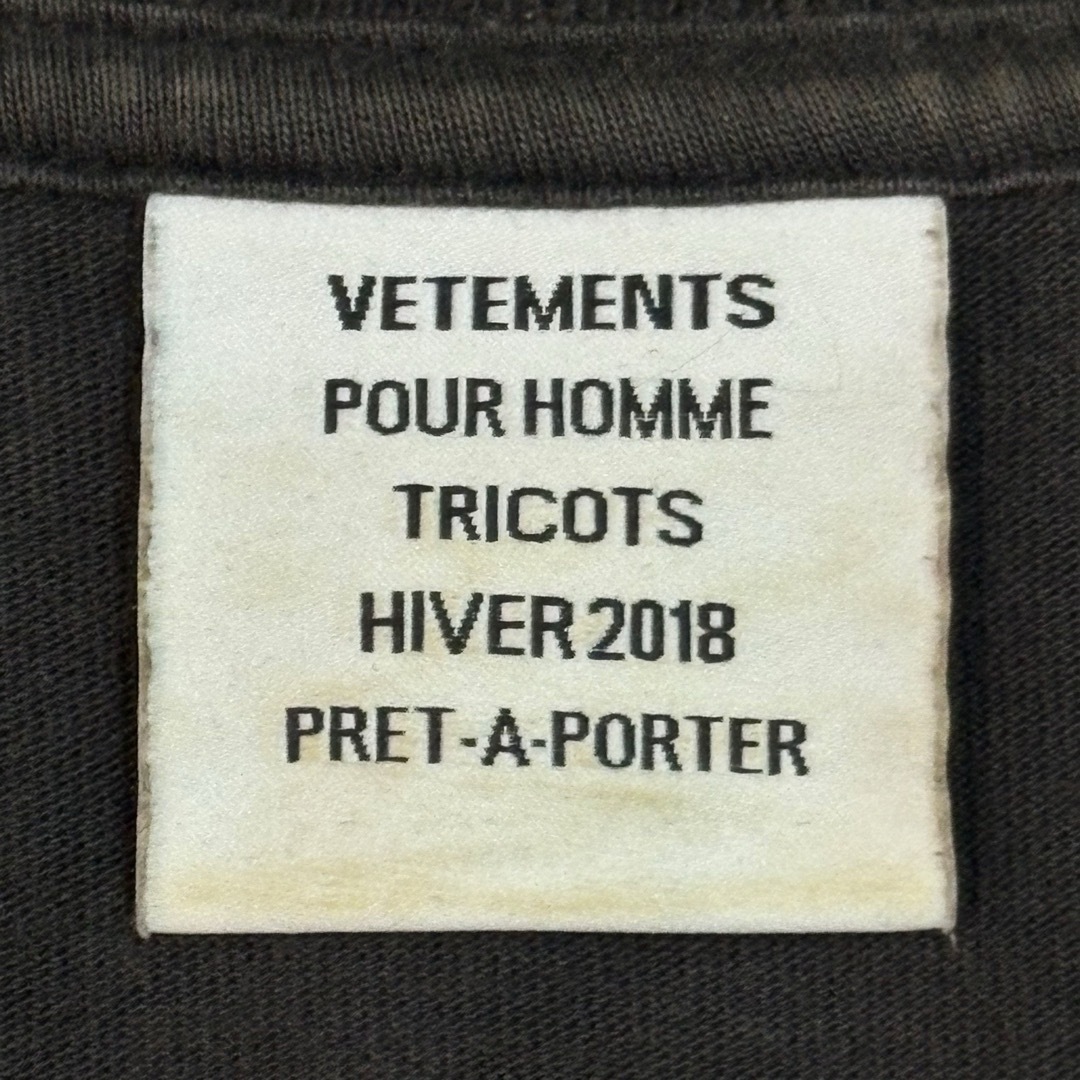 VETEMENTS
POUR HOMME
TRICOTS
HIVER 2018
PRET-A-PORTER